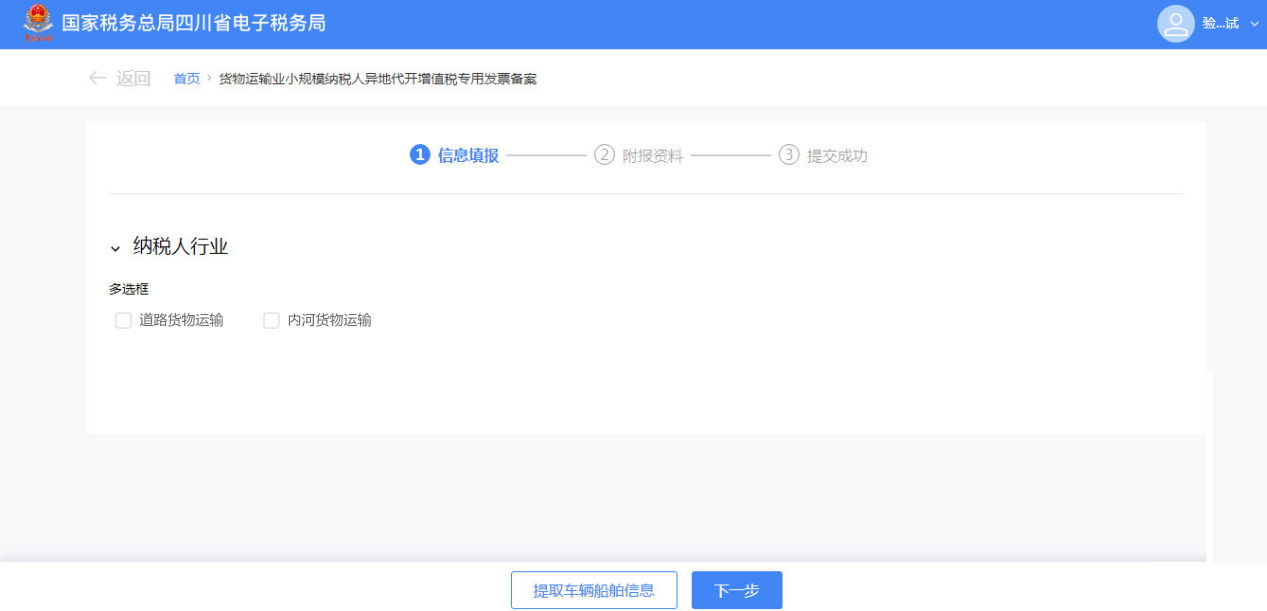 国家税务总局四川省电子税务局
验...试
返回 首页 › 货物运输业小规模纳税人异地代开增值税专用发票备案
1 信息填报 2 附报资料 3 提交成功
纳税人行业
多选框
道路货物运输 内河货物运输
提取车辆船舶信息 下一步